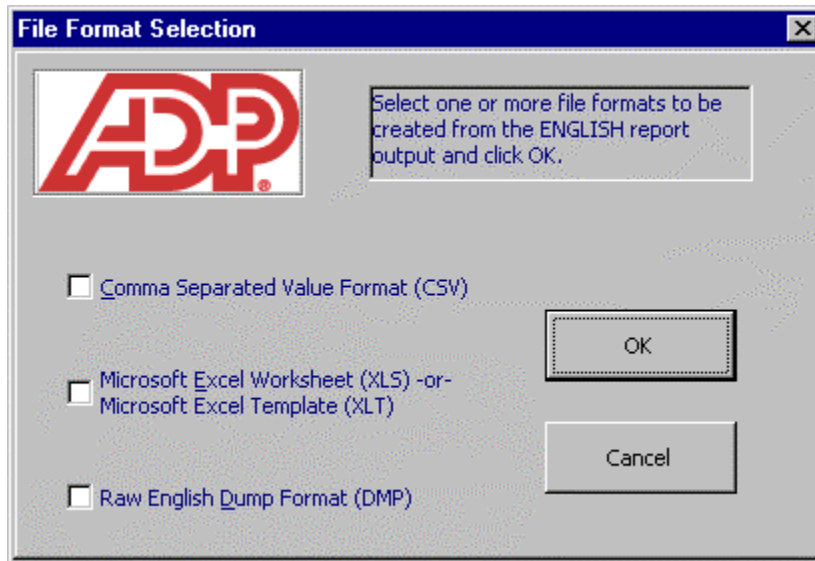 File Format Selection
ADP®
Select one or more file formats to be
created from the ENGLISH report
output and click OK.
Comma Separated Value Format (CSV)
OK
Microsoft Excel Worksheet (XLS) -or-
Microsoft Excel Template (XLT)
Cancel
Raw English Dump Format (DMP)